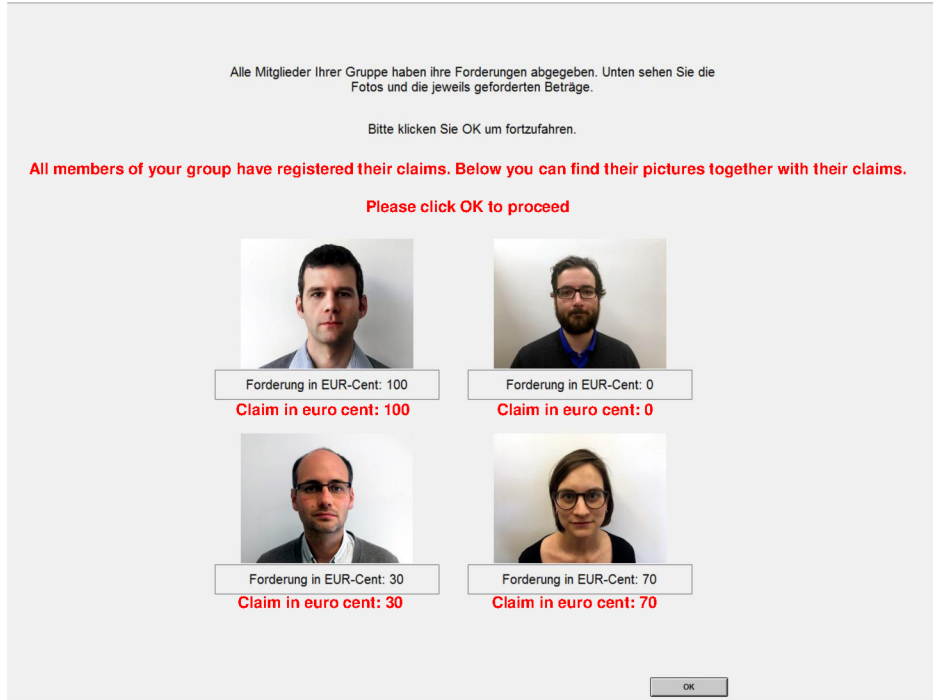 Alle Mitglieder Ihrer Gruppe haben ihre Forderungen abgegeben. Unten sehen Sie die
Fotos und die jeweils geforderten Beträge.
Bitte klicken Sie OK um fortzufahren.
All members of your group have registered their claims. Below you can find their pictures together with their claims.
Please click OK to proceed
Forderung in EUR-Cent: 100
Forderung in EUR-Cent: 0
Claim in euro cent: 100
Claim in euro cent: 0
Forderung in EUR-Cent: 30
Forderung in EUR-Cent: 70
Claim in euro cent: 30
Claim in euro cent: 70
OK